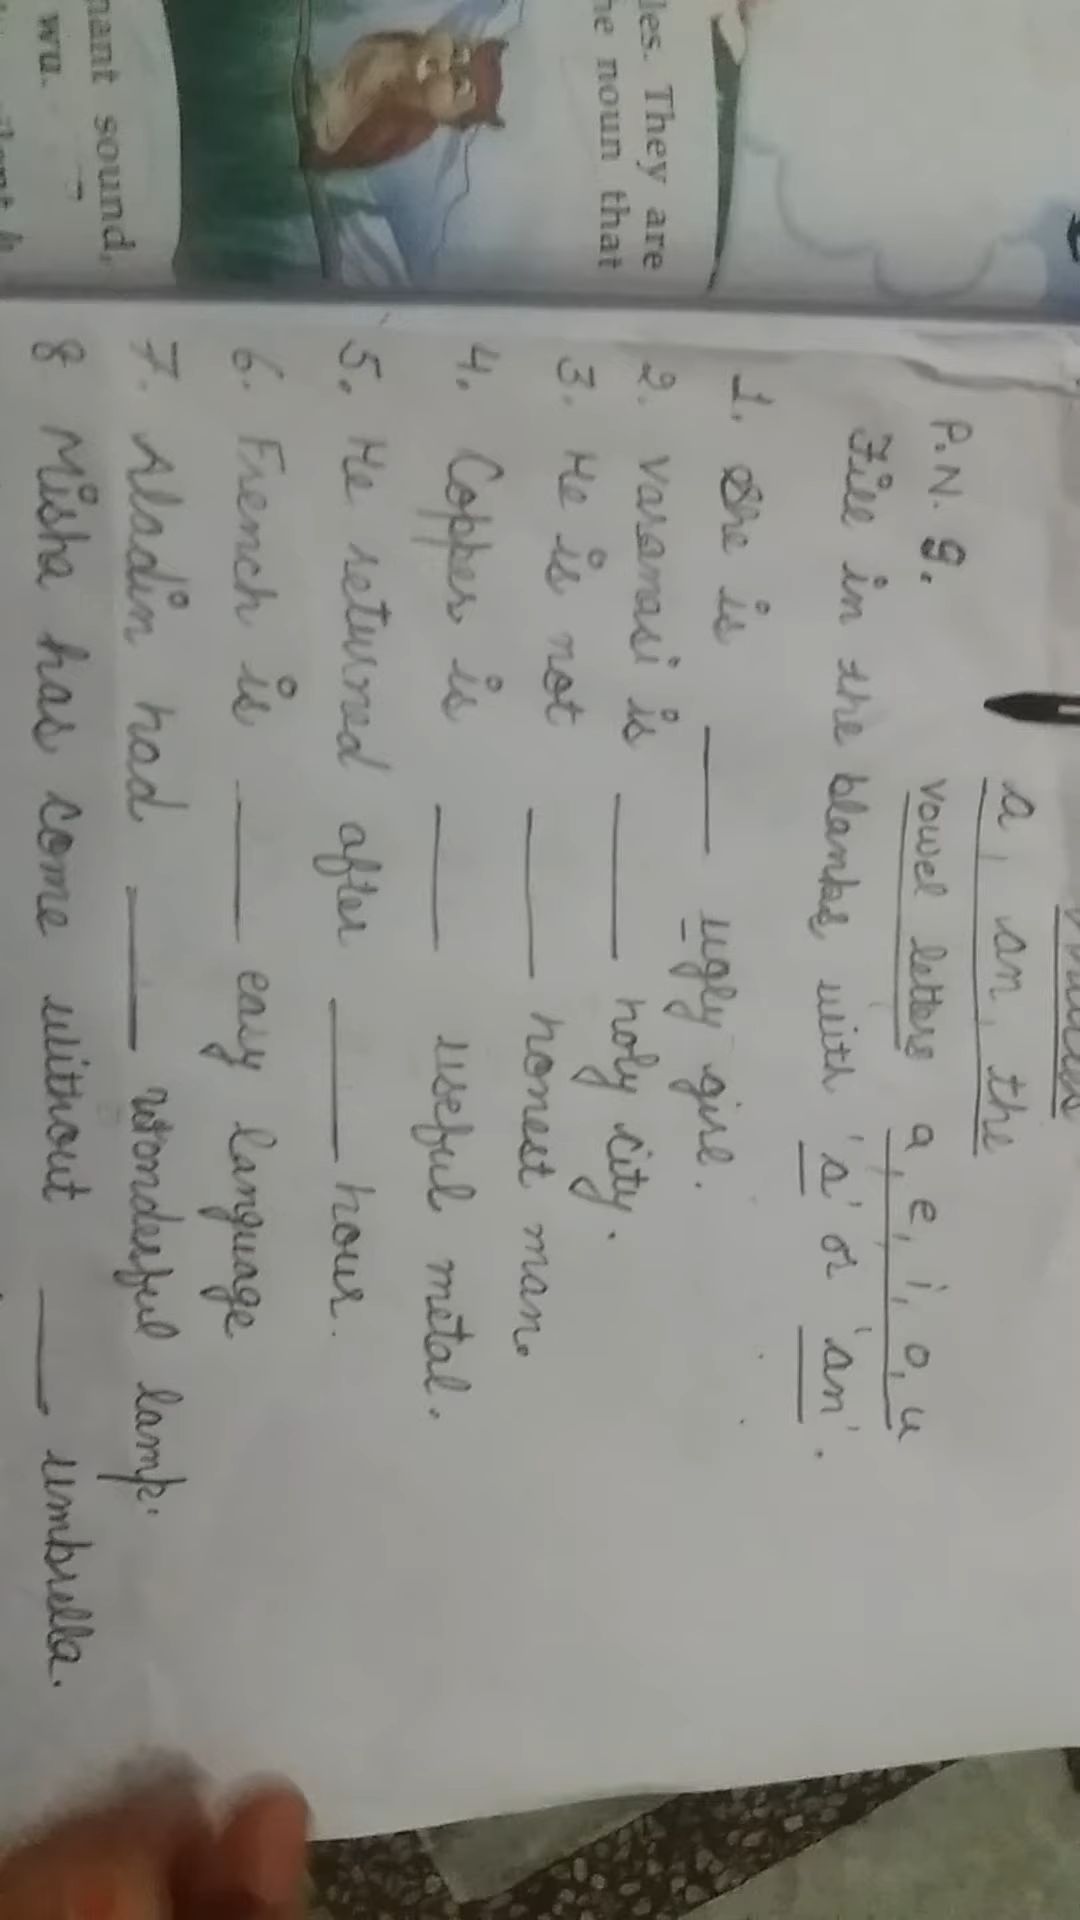 a, an, the
P.N. 9.
vowel letters a, e, i, o, u
Fill in the blanks with 'a' or 'an'.
1. She is ___ ugly girl.
2. Varanasi is ___ holy city.
3. He is not ___ honest man.
4. Copper is ___ useful metal.
5. He returned after ___ hour.
6. French is ___ easy language
7. Aladin had ___ wonderful lamp.
8 Misha has come without ___ umbrella.
les. They are
he noun that
nant sound,
wu.